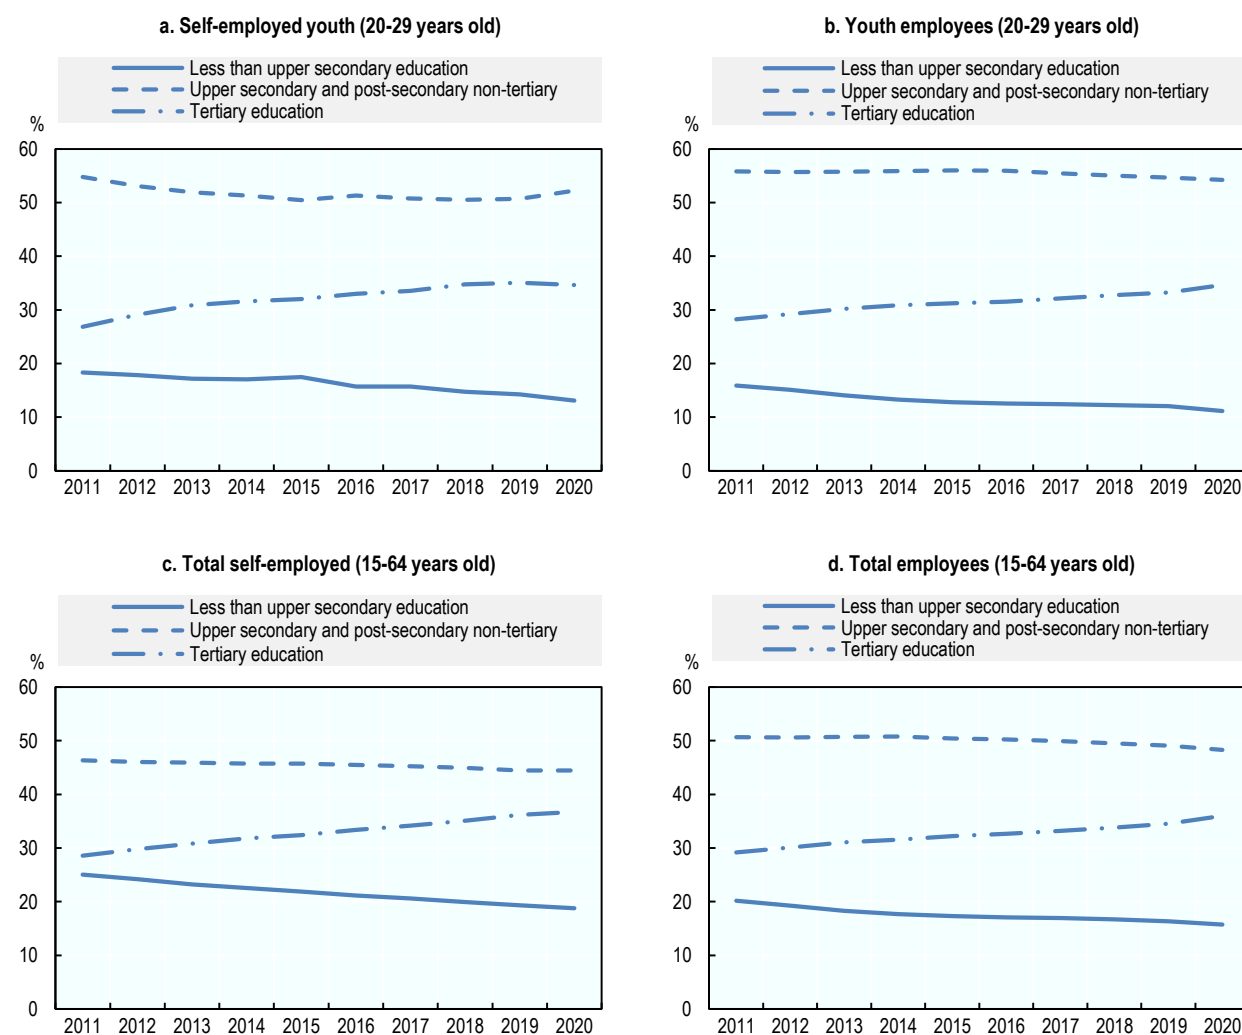 a. Self-employed youth (20-29 years old)
Less than upper secondary education
Upper secondary and post-secondary non-tertiary
Tertiary education
%
60
50
40
30
20
10
0
2011 2012 2013 2014 2015 2016 2017 2018 2019 2020
b. Youth employees (20-29 years old)
Less than upper secondary education
Upper secondary and post-secondary non-tertiary
Tertiary education
%
60
50
40
30
20
10
0
2011 2012 2013 2014 2015 2016 2017 2018 2019 2020
c. Total self-employed (15-64 years old)
Less than upper secondary education
Upper secondary and post-secondary non-tertiary
Tertiary education
%
60
50
40
30
20
10
0
2011 2012 2013 2014 2015 2016 2017 2018 2019 2020
d. Total employees (15-64 years old)
Less than upper secondary education
Upper secondary and post-secondary non-tertiary
Tertiary education
%
60
50
40
30
20
10
0
2011 2012 2013 2014 2015 2016 2017 2018 2019 2020